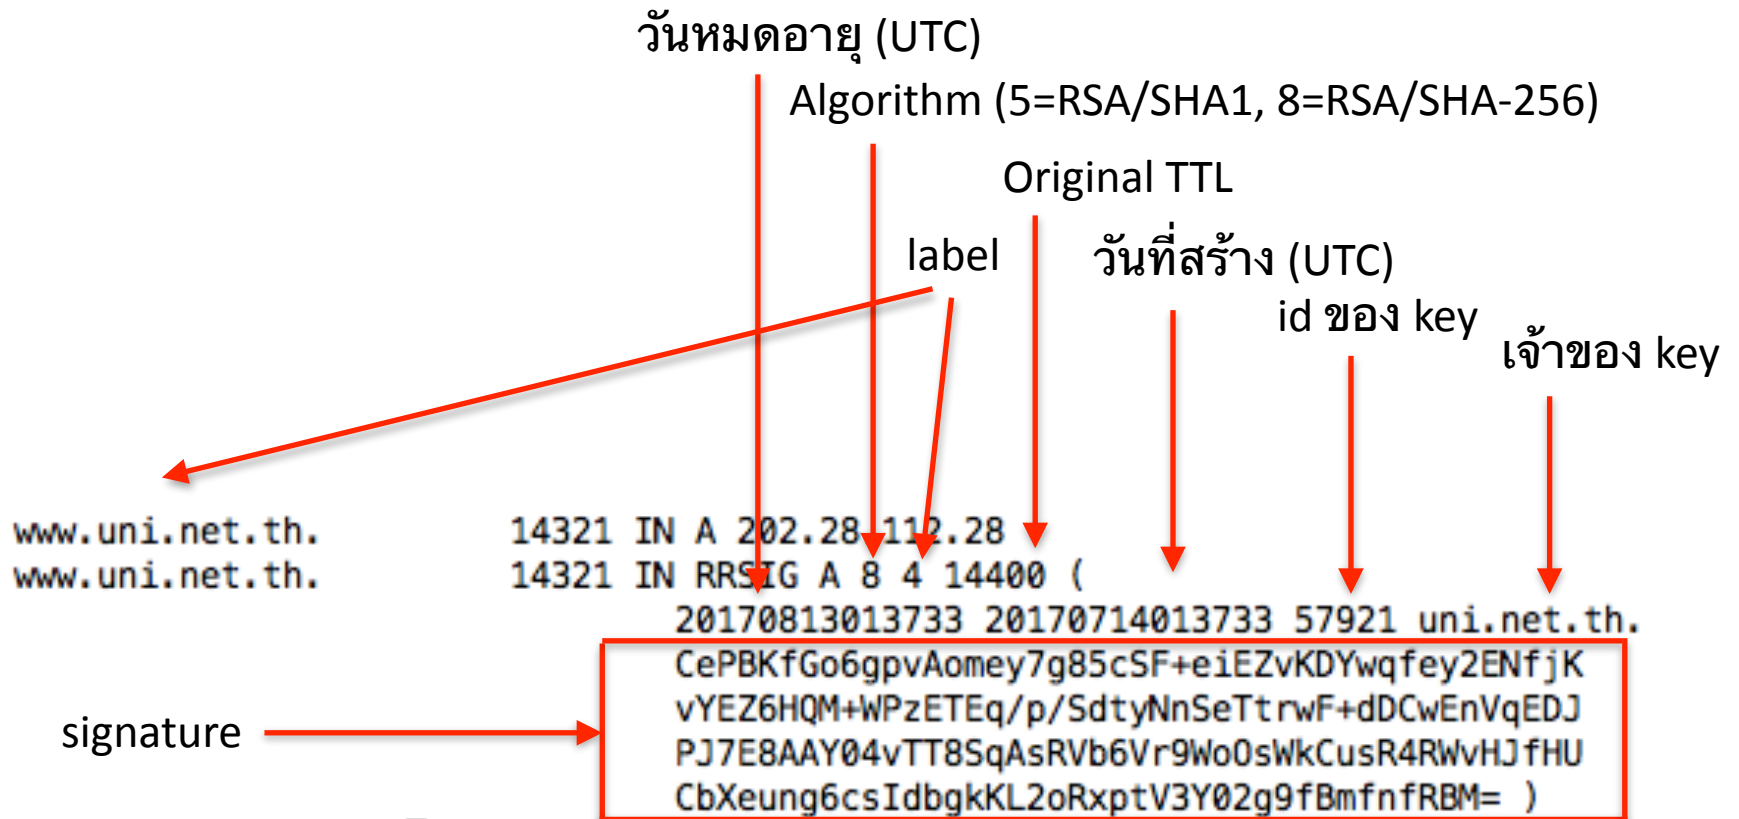 วันหมดอายุ (UTC)
Algorithm (5=RSA/SHA1, 8=RSA/SHA-256)
Original TTL
label
วันที่สร้าง (UTC)
id ของ key
เจ้าของ key
www.uni.net.th. 14321 IN A 202.28.112.28
www.uni.net.th. 14321 IN RRSIG A 8 4 14400 (
20170813013733 20170714013733 57921 uni.net.th.
CePBKfGo6gpvAomey7g85cSF+eiEZvKDYwqfey2ENfjK
vYEZ6HQM+WPzETEq/p/SdtyNnSeTtrwF+dDCwEnVqEDJ
signature
PJ7E8AAY04vTT8SqAsRVb6Vr9WoOsWkCusR4RWvHJfHU
CbXeung6csIdbgkKL2oRxptV3Y02g9fBmfnfRBM= )